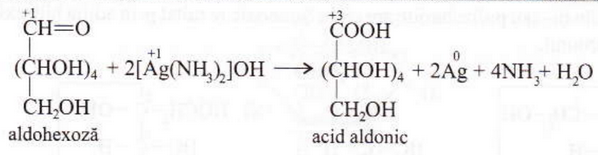 +1 +3
CH=O COOH
+1 0
(CHOH)4 + 2[Ag(NH3)2]OH ⟶ (CHOH)4 + 2Ag + 4NH3 + H2O
CH2OH CH2OH
aldohexoză acid aldonic